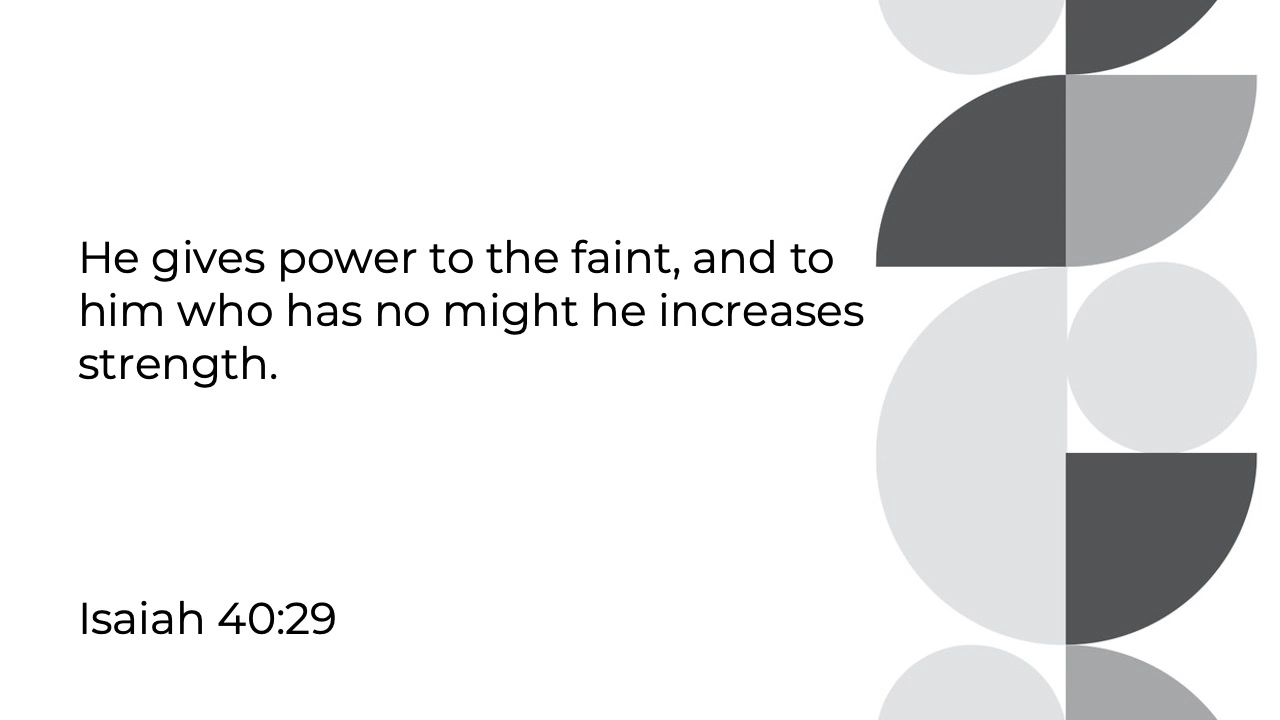 He gives power to the faint, and to
him who has no might he increases
strength.
Isaiah 40:29